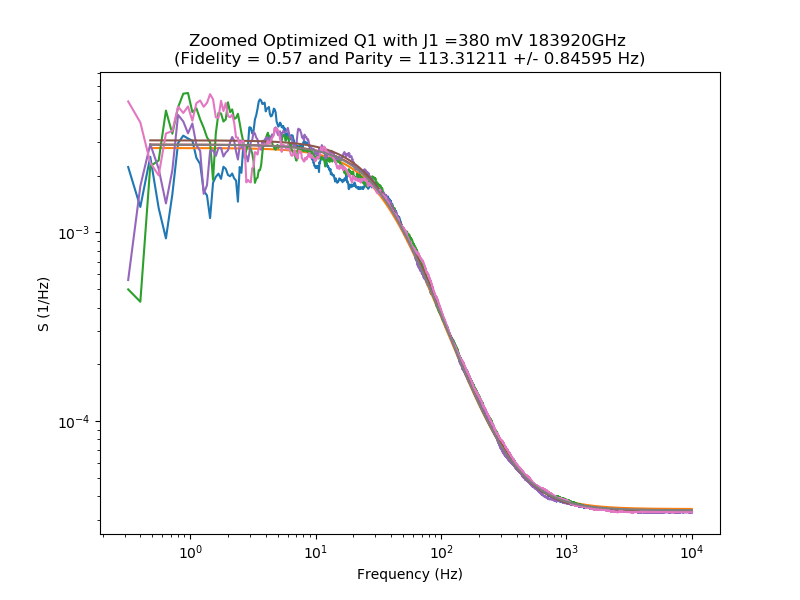 Zoomed Optimized Q1 with J1 =380 mV 183920GHz
(Fidelity = 0.57 and Parity = 113.31211 +/- 0.84595 Hz)
S (1/Hz)
10⁻³
10⁻⁴
10⁰ 10¹ 10² 10³ 10⁴
Frequency (Hz)